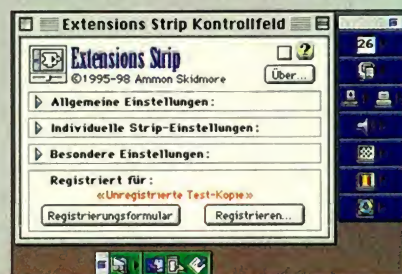 Extensions Strip Kontrollfeld
Extensions Strip
©1995-98 Ammon Skidmore
Über...
Allgemeine Einstellungen:
Individuelle Strip-Einstellungen:
Besondere Einstellungen:
Registriert für:
«Unregistrierte Test-Kopie»
Registrierungsformular
Registrieren...
26